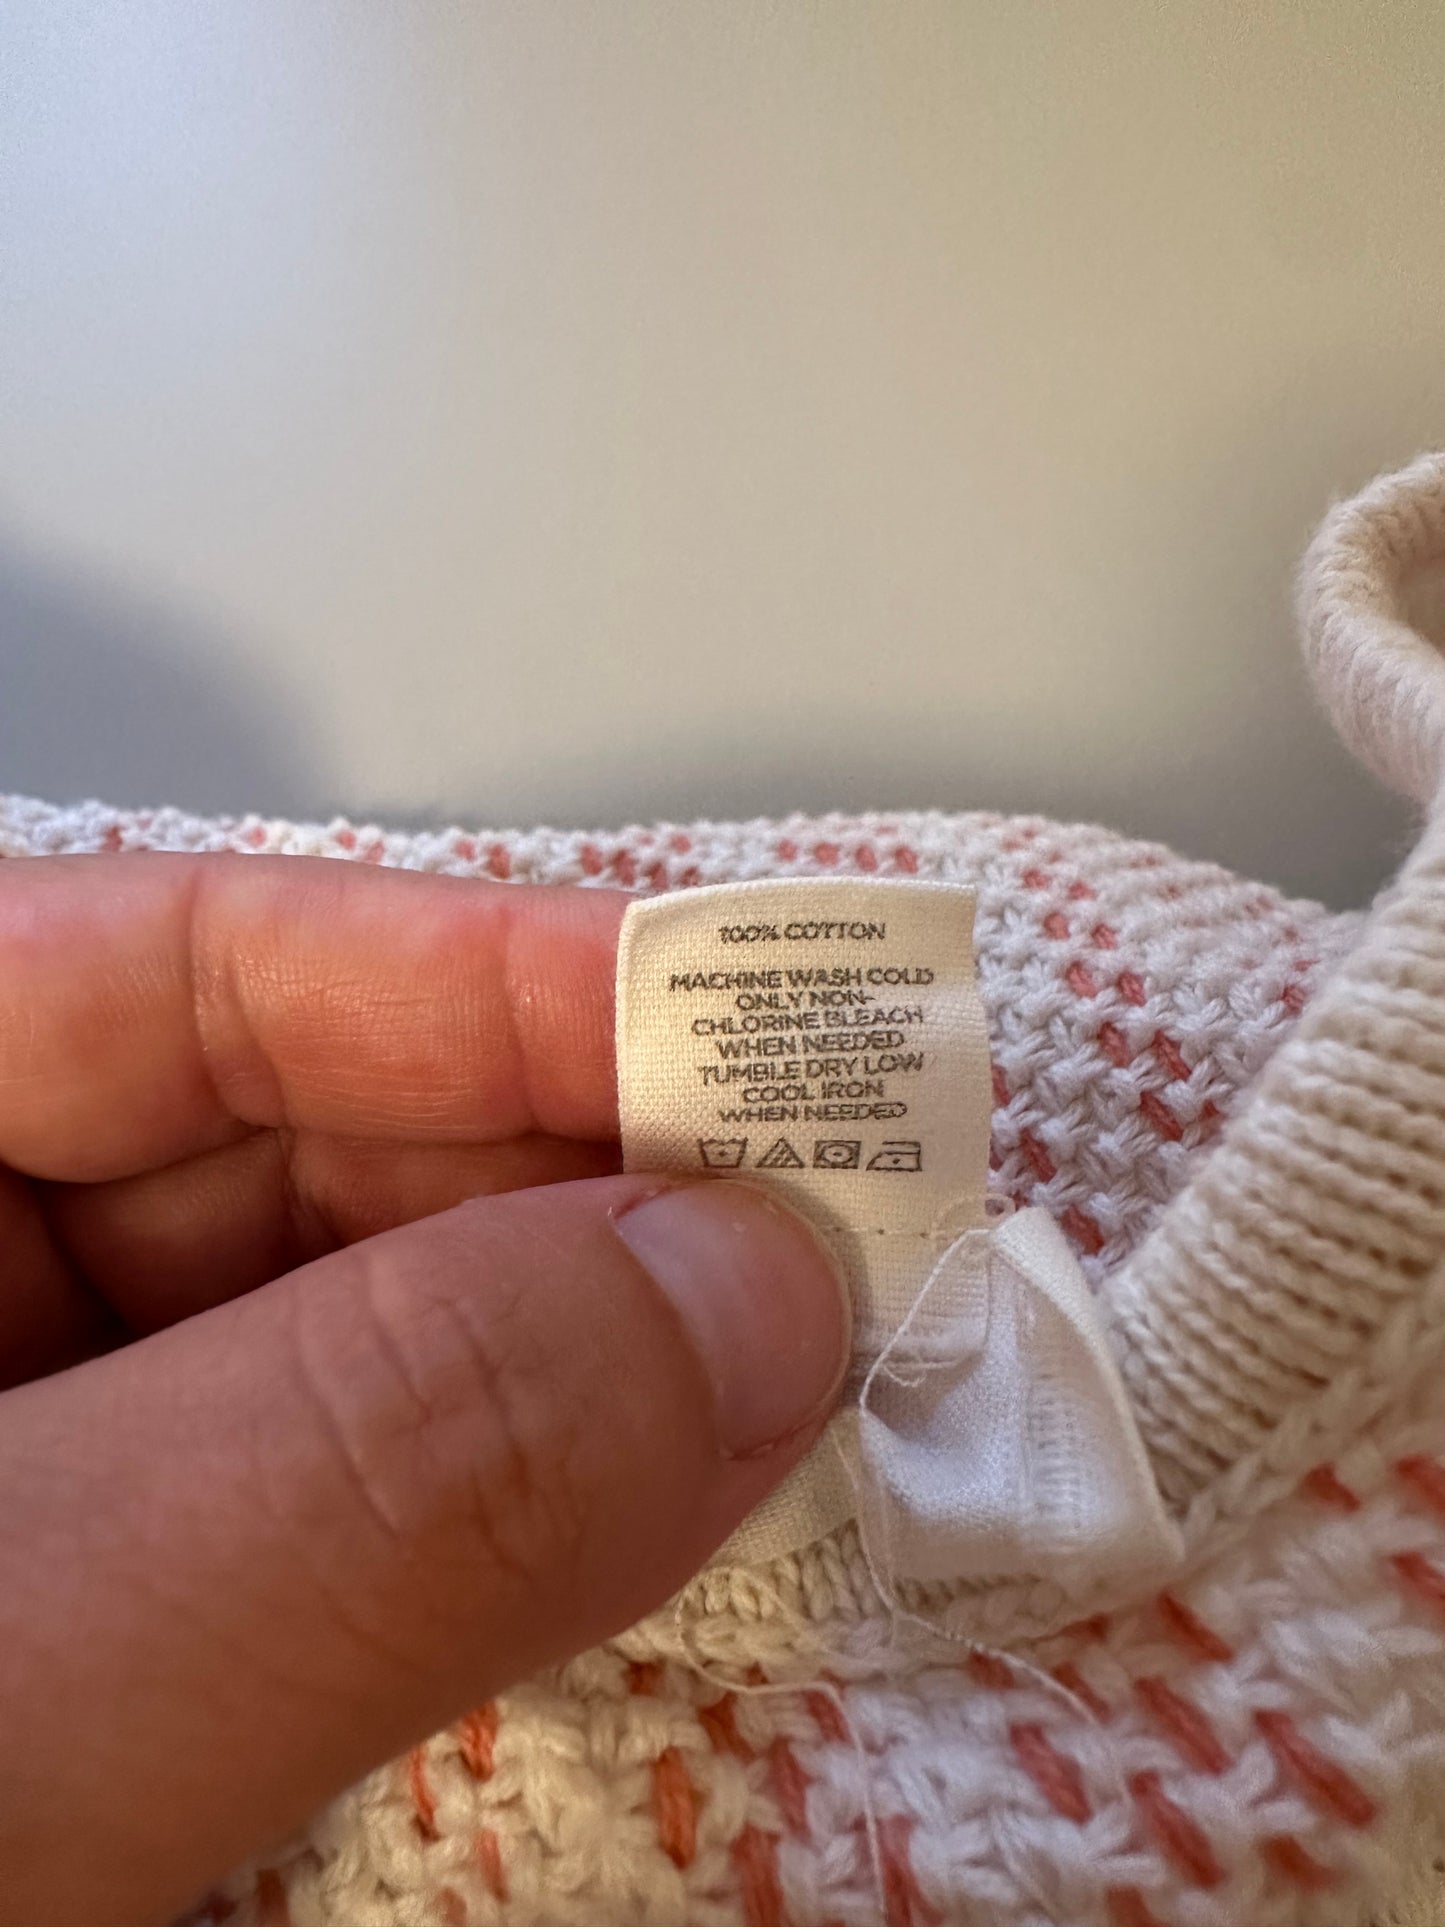 100% COTTON
MACHINE WASH COLD
ONLY NON-
CHLORINE BLEACH
WHEN NEEDED
TUMBLE DRY LOW
COOL IRON
WHEN NEEDED